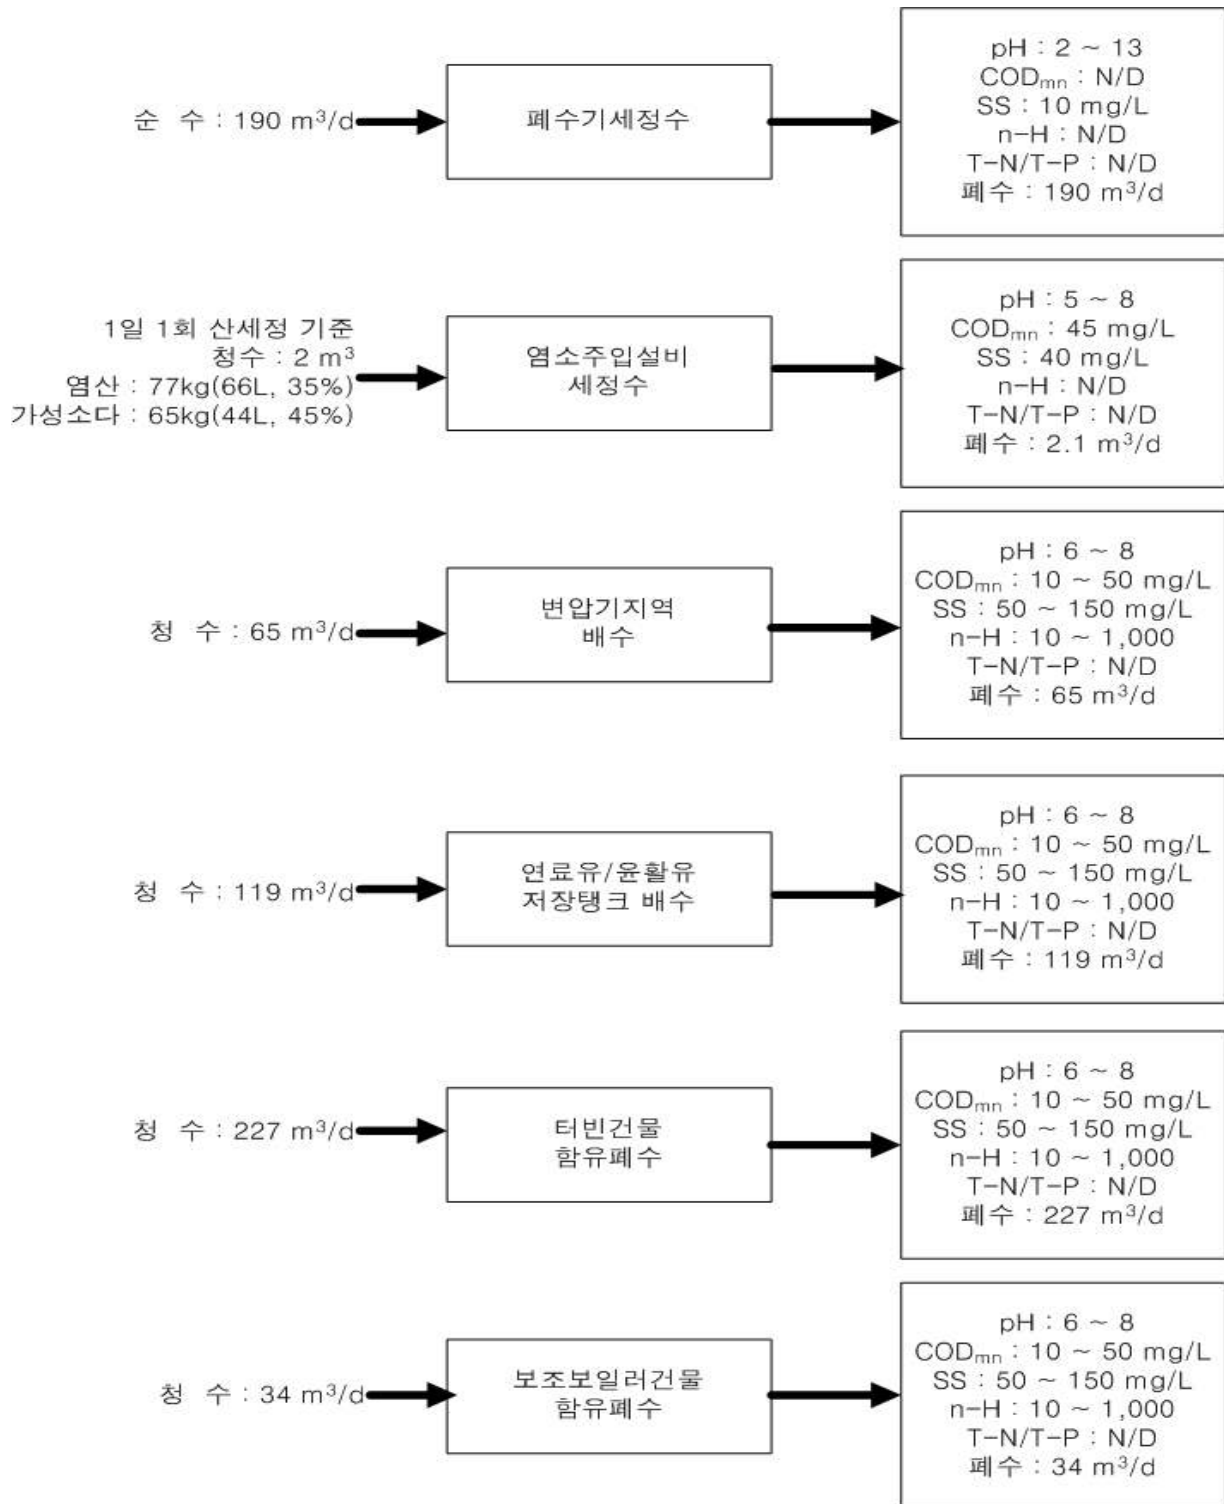 순 수 : 190 m³/d
폐수기세정수
pH : 2 ~ 13
CODmn : N/D
SS : 10 mg/L
n-H : N/D
T-N/T-P : N/D
폐수 : 190 m³/d
1일 1회 산세정 기준
청수 : 2 m³
염산 : 77kg(66L, 35%)
가성소다 : 65kg(44L, 45%)
염소주입설비
세정수
pH : 5 ~ 8
CODmn : 45 mg/L
SS : 40 mg/L
n-H : N/D
T-N/T-P : N/D
폐수 : 2.1 m³/d
청 수 : 65 m³/d
변압기지역
배수
pH : 6 ~ 8
CODmn : 10 ~ 50 mg/L
SS : 50 ~ 150 mg/L
n-H : 10 ~ 1,000
T-N/T-P : N/D
폐수 : 65 m³/d
청 수 : 119 m³/d
연료유/윤활유
저장탱크 배수
pH : 6 ~ 8
CODmn : 10 ~ 50 mg/L
SS : 50 ~ 150 mg/L
n-H : 10 ~ 1,000
T-N/T-P : N/D
폐수 : 119 m³/d
청 수 : 227 m³/d
터빈건물
함유폐수
pH : 6 ~ 8
CODmn : 10 ~ 50 mg/L
SS : 50 ~ 150 mg/L
n-H : 10 ~ 1,000
T-N/T-P : N/D
폐수 : 227 m³/d
청 수 : 34 m³/d
보조보일러건물
함유폐수
pH : 6 ~ 8
CODmn : 10 ~ 50 mg/L
SS : 50 ~ 150 mg/L
n-H : 10 ~ 1,000
T-N/T-P : N/D
폐수 : 34 m³/d